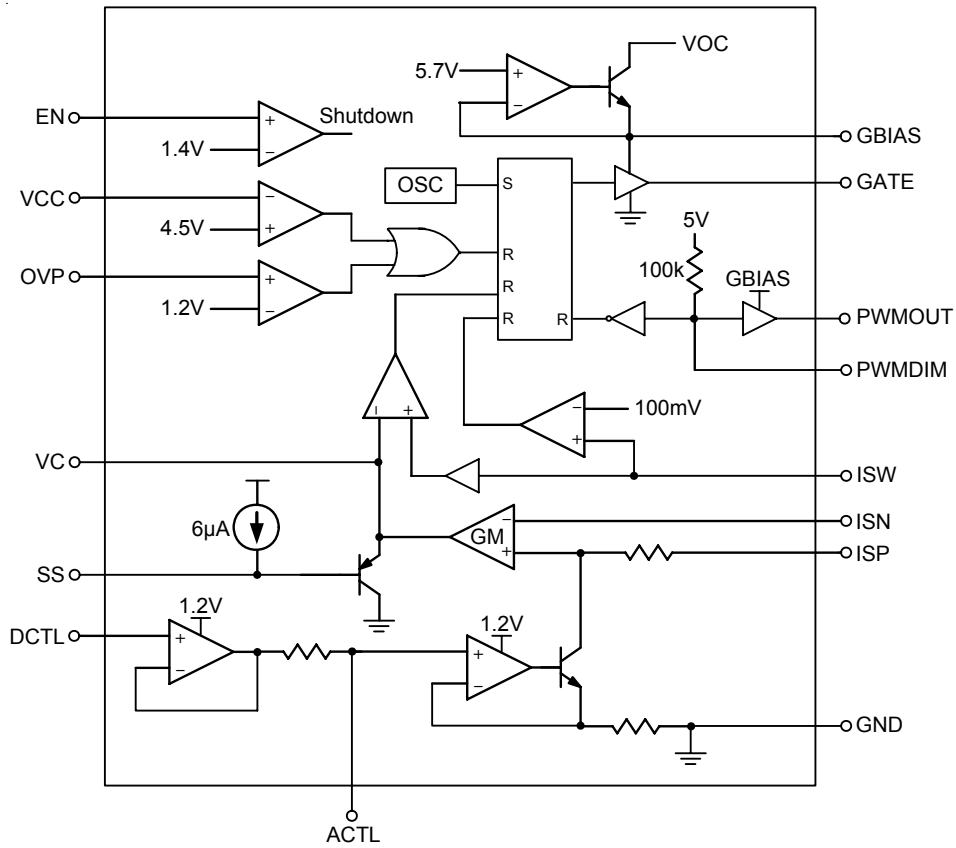 VOC
5.7V
+
−
EN
+
Shutdown
1.4V
−
GBIAS
VCC
−
OSC
S
GATE
4.5V
+
5V
R
OVP
+
100k
GBIAS
1.2V
−
R
R
R
PWMOUT
PWMDIM
−
100mV
− +
+
VC
ISW
6µA
GM
−
ISN
+
ISP
SS
1.2V
1.2V
DCTL
+
+
−
−
GND
ACTL